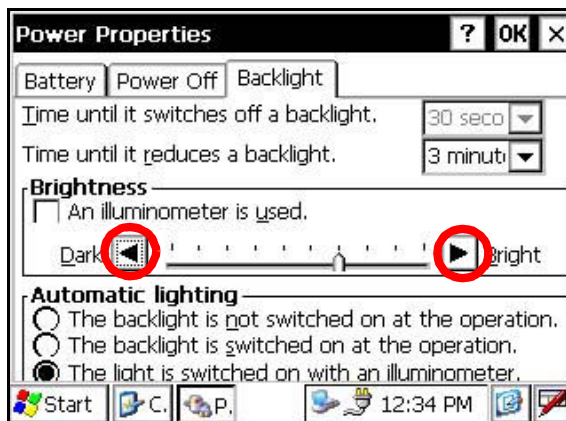 Power Properties ? OK ×
Battery Power Off Backlight
Time until it switches off a backlight. 30 seco
Time until it reduces a backlight. 3 minut
Brightness
An illuminometer is used.
Dark Bright
Automatic lighting
The backlight is not switched on at the operation.
The backlight is switched on at the operation.
The light is switched on with an illuminometer.
Start C. P. 12:34 PM